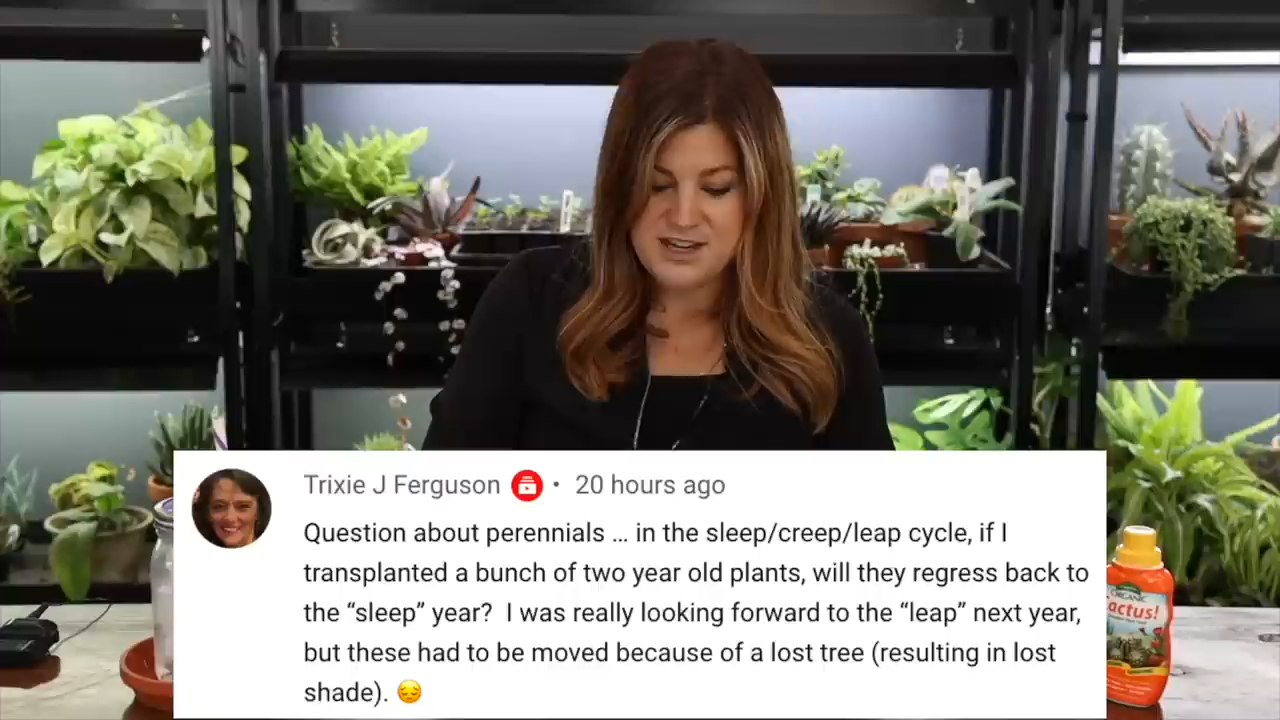 Trixie J Ferguson • 20 hours ago
Question about perennials ... in the sleep/creep/leap cycle, if I
transplanted a bunch of two year old plants, will they regress back to
the “sleep” year?  I was really looking forward to the “leap” next year,
but these had to be moved because of a lost tree (resulting in lost
shade). 😔
ORGANIC
actus!